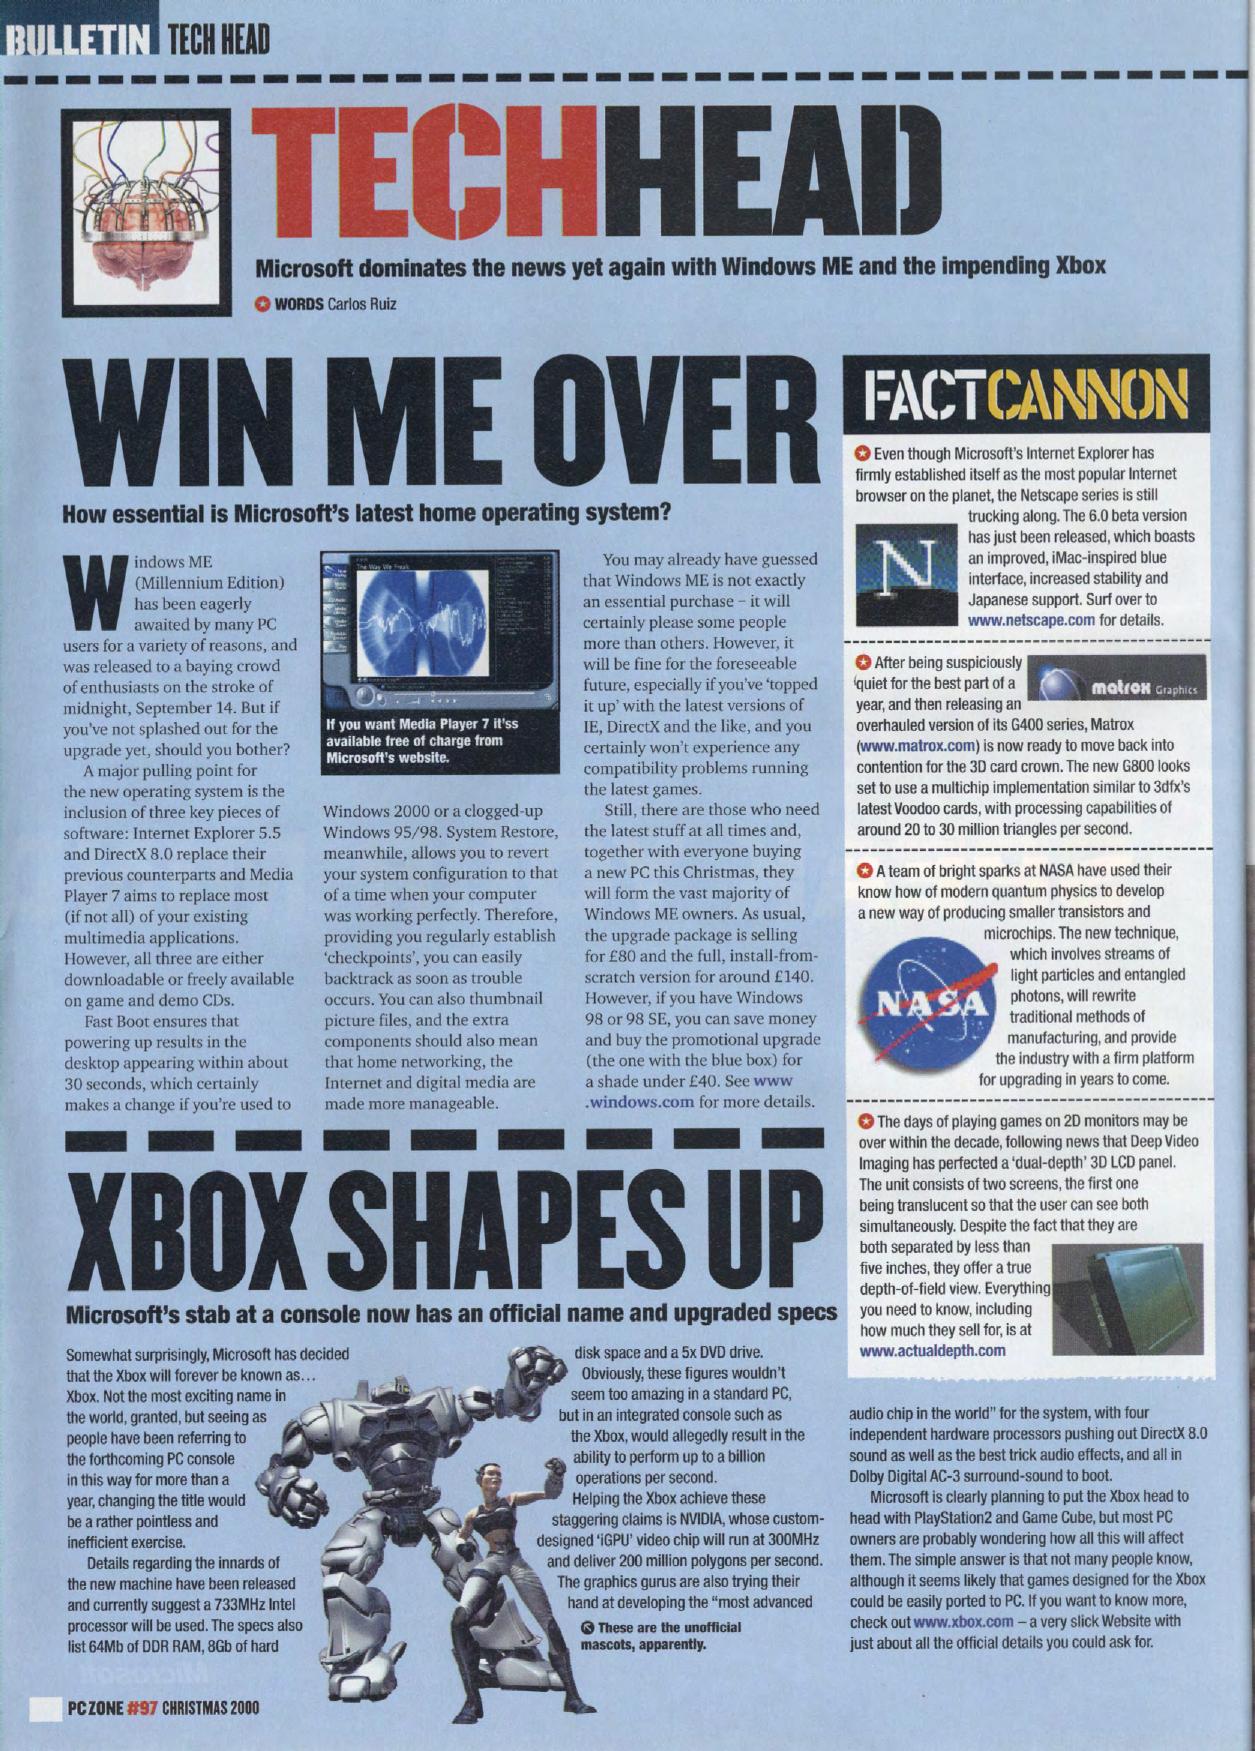 BULLETIN TECH HEAD
TECHHEAD
Microsoft dominates the news yet again with Windows ME and the impending Xbox
WORDS Carlos Ruiz
WIN ME OVER
How essential is Microsoft's latest home operating system?
Windows ME
(Millennium Edition)
has been eagerly
awaited by many PC
users for a variety of reasons, and
was released to a baying crowd
of enthusiasts on the stroke of
midnight, September 14. But if
you've not splashed out for the
upgrade yet, should you bother?
A major pulling point for
the new operating system is the
inclusion of three key pieces of
software: Internet Explorer 5.5
and DirectX 8.0 replace their
previous counterparts and Media
Player 7 aims to replace most
(if not all) of your existing
multimedia applications.
However, all three are either
downloadable or freely available
on game and demo CDs.
Fast Boot ensures that
powering up results in the
desktop appearing within about
30 seconds, which certainly
makes a change if you're used to
The Way We Freak
If you want Media Player 7 it'ss
available free of charge from
Microsoft's website.
Windows 2000 or a clogged-up
Windows 95/98. System Restore,
meanwhile, allows you to revert
your system configuration to that
of a time when your computer
was working perfectly. Therefore,
providing you regularly establish
'checkpoints', you can easily
backtrack as soon as trouble
occurs. You can also thumbnail
picture files, and the extra
components should also mean
that home networking, the
Internet and digital media are
made more manageable.
You may already have guessed
that Windows ME is not exactly
an essential purchase – it will
certainly please some people
more than others. However, it
will be fine for the foreseeable
future, especially if you've 'topped
it up' with the latest versions of
IE, DirectX and the like, and you
certainly won't experience any
compatibility problems running
the latest games.
Still, there are those who need
the latest stuff at all times and,
together with everyone buying
a new PC this Christmas, they
will form the vast majority of
Windows ME owners. As usual,
the upgrade package is selling
for £80 and the full, install-from-
scratch version for around £140.
However, if you have Windows
98 or 98 SE, you can save money
and buy the promotional upgrade
(the one with the blue box) for
a shade under £40. See www
.windows.com for more details.
FACTCANNON
Even though Microsoft's Internet Explorer has
firmly established itself as the most popular Internet
browser on the planet, the Netscape series is still
trucking along. The 6.0 beta version
has just been released, which boasts
an improved, iMac-inspired blue
interface, increased stability and
Japanese support. Surf over to
www.netscape.com for details.
N
After being suspiciously
quiet for the best part of a
year, and then releasing an
overhauled version of its G400 series, Matrox
(www.matrox.com) is now ready to move back into
contention for the 3D card crown. The new G800 looks
set to use a multichip implementation similar to 3dfx's
latest Voodoo cards, with processing capabilities of
around 20 to 30 million triangles per second.
matrox Graphics
A team of bright sparks at NASA have used their
know how of modern quantum physics to develop
a new way of producing smaller transistors and
microchips. The new technique,
which involves streams of
light particles and entangled
photons, will rewrite
traditional methods of
manufacturing, and provide
the industry with a firm platform
for upgrading in years to come.
NASA
The days of playing games on 2D monitors may be
over within the decade, following news that Deep Video
Imaging has perfected a 'dual-depth' 3D LCD panel.
The unit consists of two screens, the first one
being translucent so that the user can see both
simultaneously. Despite the fact that they are
both separated by less than
five inches, they offer a true
depth-of-field view. Everything
you need to know, including
how much they sell for, is at
www.actualdepth.com
XBOX SHAPES UP
Microsoft's stab at a console now has an official name and upgraded specs
Somewhat surprisingly, Microsoft has decided
that the Xbox will forever be known as...
Xbox. Not the most exciting name in
the world, granted, but seeing as
people have been referring to
the forthcoming PC console
in this way for more than a
year, changing the title would
be a rather pointless and
inefficient exercise.
Details regarding the innards of
the new machine have been released
and currently suggest a 733MHz Intel
processor will be used. The specs also
list 64Mb of DDR RAM, 8Gb of hard
disk space and a 5x DVD drive.
Obviously, these figures wouldn't
seem too amazing in a standard PC,
but in an integrated console such as
the Xbox, would allegedly result in the
ability to perform up to a billion
operations per second.
Helping the Xbox achieve these
staggering claims is NVIDIA, whose custom-
designed 'iGPU' video chip will run at 300MHz
and deliver 200 million polygons per second.
The graphics gurus are also trying their
hand at developing the "most advanced
These are the unofficial
mascots, apparently.
audio chip in the world" for the system, with four
independent hardware processors pushing out DirectX 8.0
sound as well as the best trick audio effects, and all in
Dolby Digital AC-3 surround-sound to boot.
Microsoft is clearly planning to put the Xbox head to
head with PlayStation2 and Game Cube, but most PC
owners are probably wondering how all this will affect
them. The simple answer is that not many people know,
although it seems likely that games designed for the Xbox
could be easily ported to PC. If you want to know more,
check out www.xbox.com – a very slick Website with
just about all the official details you could ask for.
PC ZONE #97 CHRISTMAS 2000